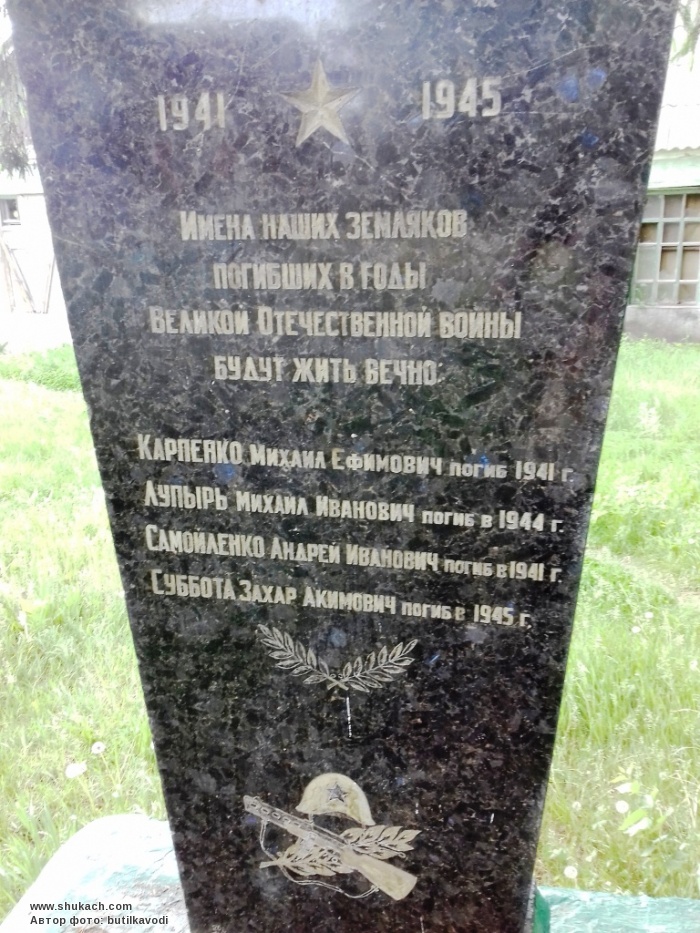 1941 1945
Имена наших земляков
погибших в годы
Великой Отечественной войны
будут жить вечно
Карпенко Михаил Ефимович погиб 1941 г.
Лупырь Михаил Иванович погиб в 1944 г.
Самойленко Андрей Иванович погиб в 1941 г.
Суббота Захар Акимович погиб в 1945 г.
www.shukach.com
Автор фото: butilkavodi